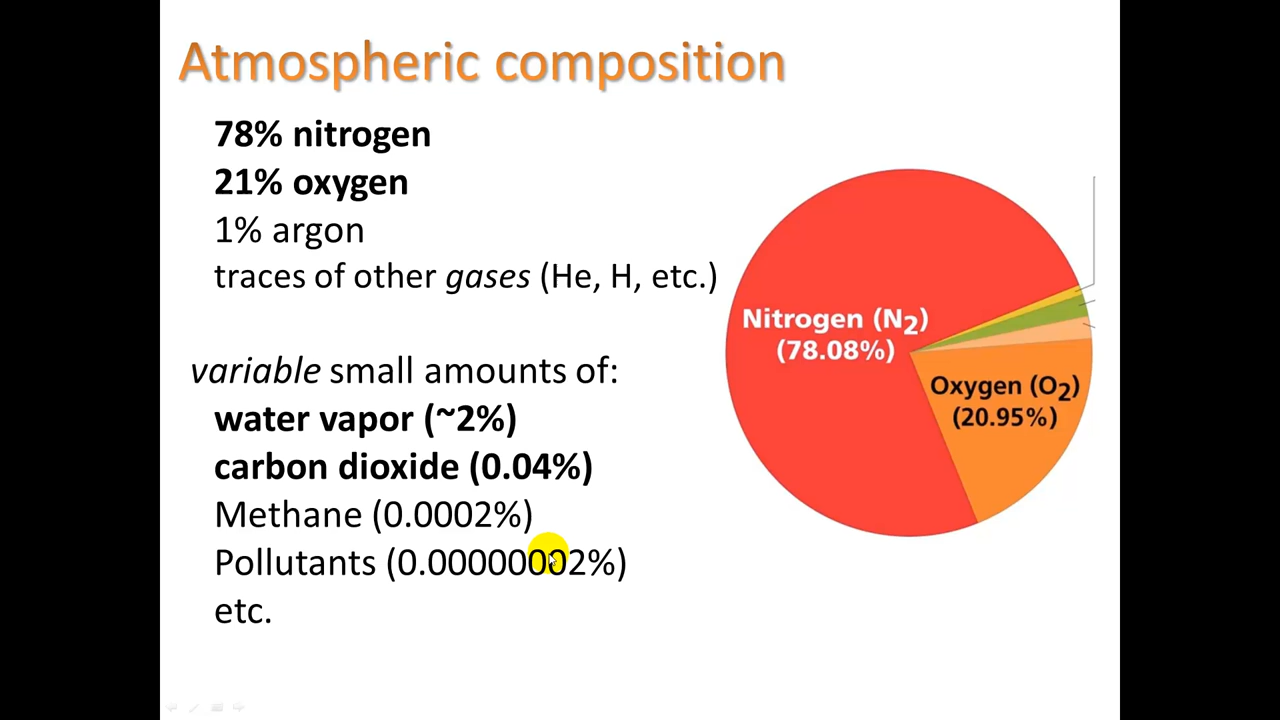 Atmospheric composition
78% nitrogen
21% oxygen
1% argon
traces of other gases (He, H, etc.)
variable small amounts of:
water vapor (~2%)
carbon dioxide (0.04%)
Methane (0.0002%)
Pollutants (0.00000002%)
etc.
Nitrogen (N2)
(78.08%)
Oxygen (O2)
(20.95%)